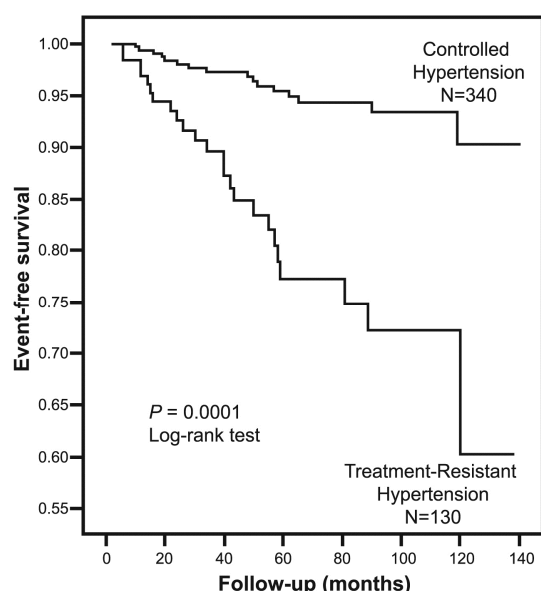 1.00
0.95
0.90
0.85
0.80
0.75
0.70
0.65
0.60
0.55
Event-free survival
Controlled
Hypertension
N=340
P = 0.0001
Log-rank test
Treatment-Resistant
Hypertension
N=130
0 20 40 60 80 100 120 140
Follow-up (months)